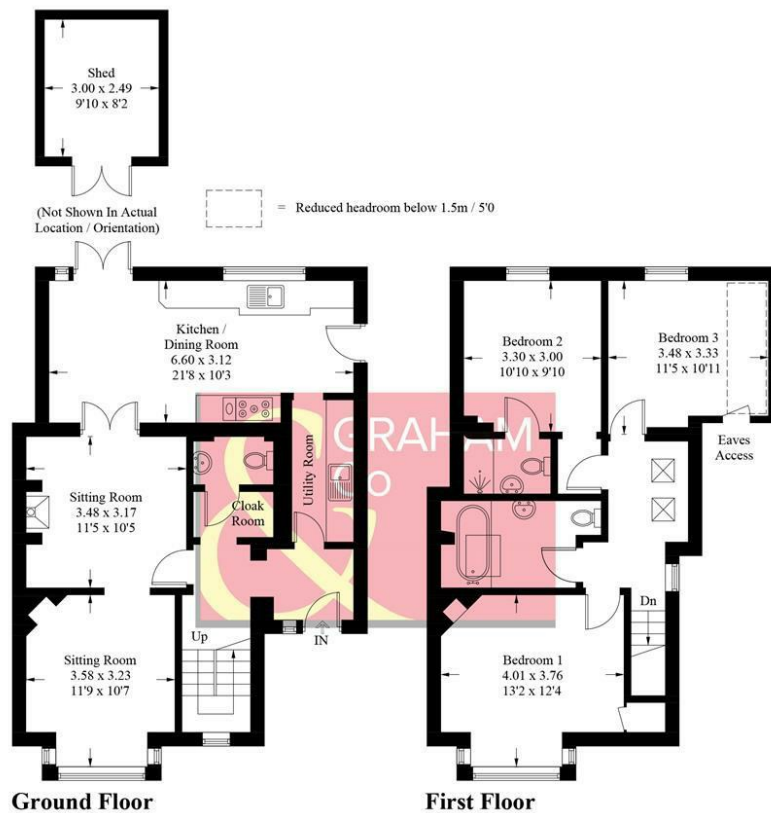 Shed
3.00 x 2.49
9'10 x 8'2
(Not Shown In Actual
Location / Orientation)
= Reduced headroom below 1.5m / 5'0
Kitchen /
Dining Room
6.60 x 3.12
21'8 x 10'3
Sitting Room
3.48 x 3.17
11'5 x 10'5
Cloak
Room
Utility Room
Sitting Room
3.58 x 3.23
11'9 x 10'7
Up
IN
Ground Floor
GRAHAM
& Co
Bedroom 2
3.30 x 3.00
10'10 x 9'10
Bedroom 3
3.48 x 3.33
11'5 x 10'11
Eaves
Access
Dn
Bedroom 1
4.01 x 3.76
13'2 x 12'4
First Floor